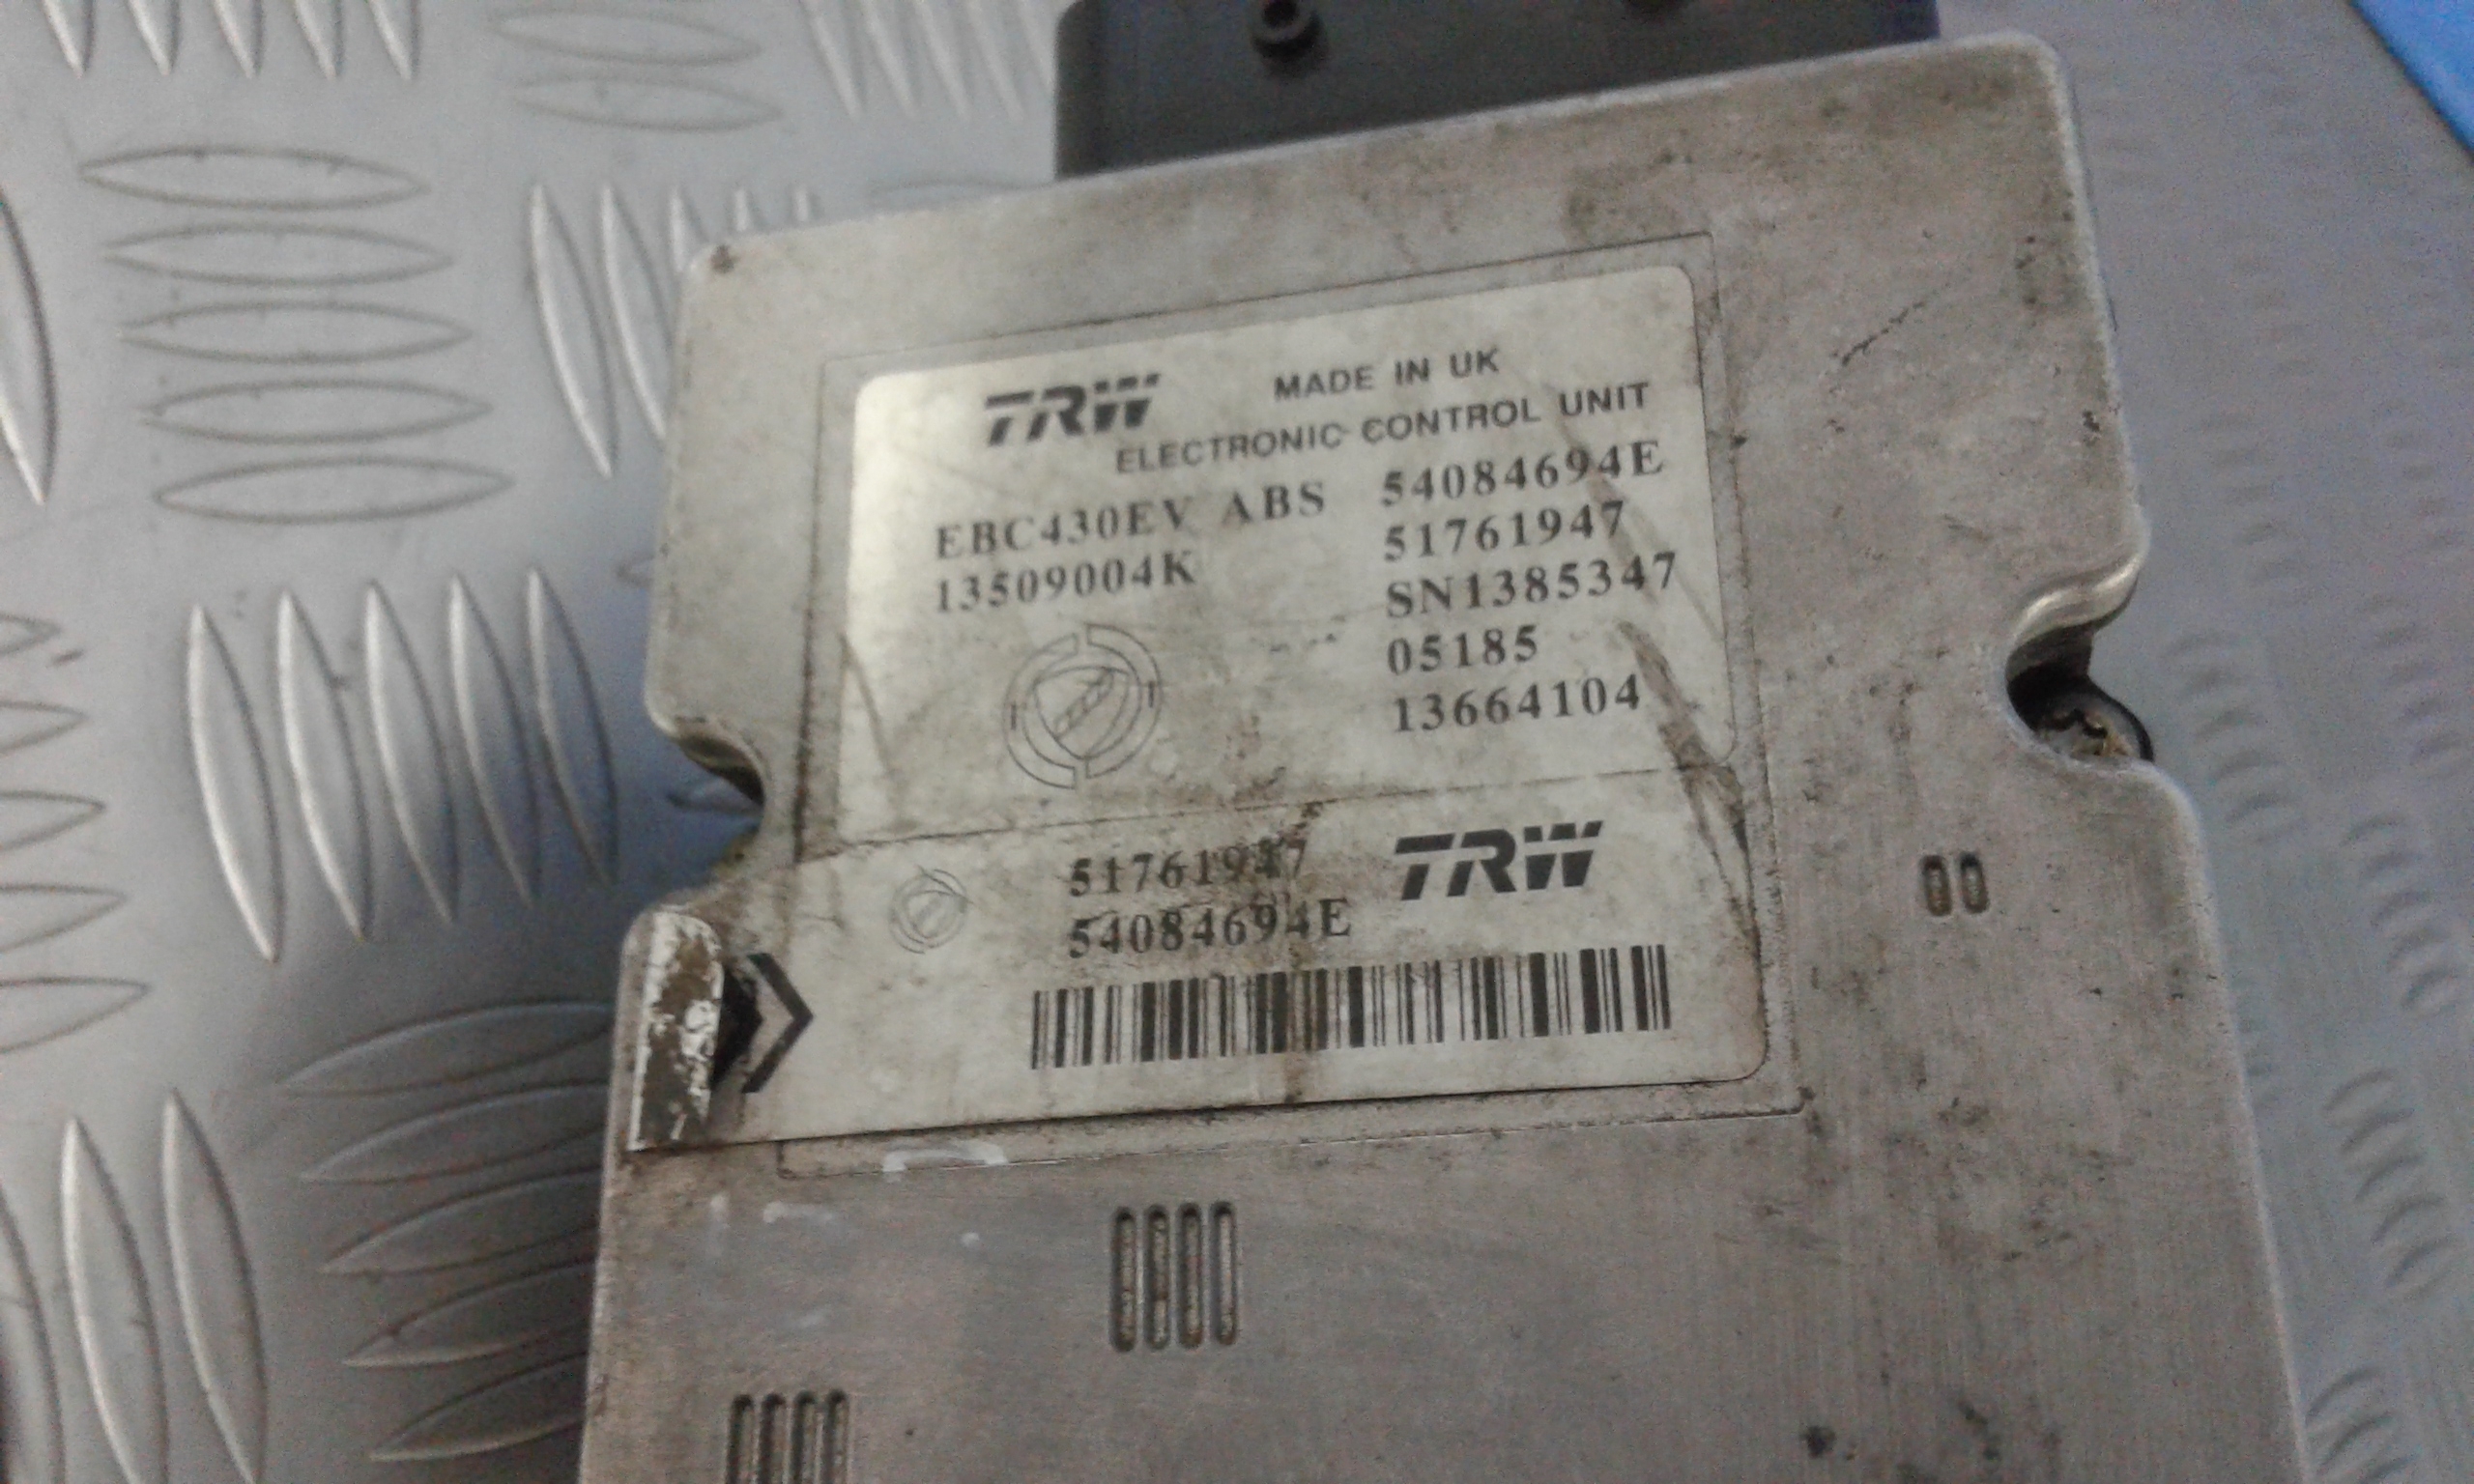 TRW MADE IN UK
ELECTRONIC CONTROL UNIT
EBC430EV ABS 54084694E
13509004K 51761947
SN1385347
05185
13664104
51761947 TRW
54084694E